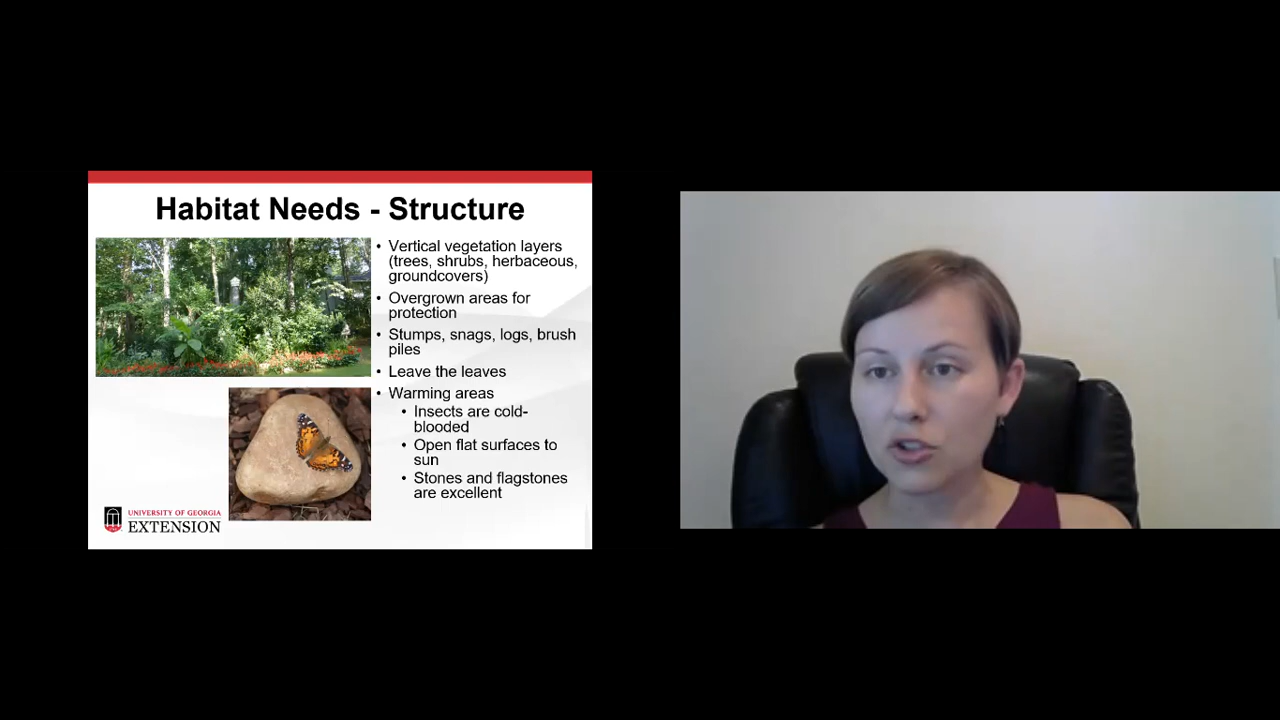 Habitat Needs - Structure
• Vertical vegetation layers
(trees, shrubs, herbaceous,
groundcovers)
• Overgrown areas for
protection
• Stumps, snags, logs, brush
piles
• Leave the leaves
• Warming areas
• Insects are cold-
blooded
• Open flat surfaces to
sun
• Stones and flagstones
are excellent
UNIVERSITY OF GEORGIA
EXTENSION